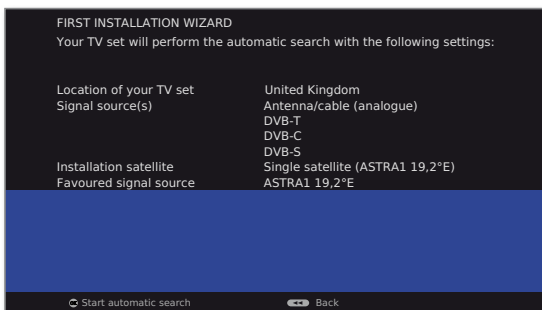 FIRST INSTALLATION WIZARD
Your TV set will perform the automatic search with the following settings:
Location of your TV set United Kingdom
Signal source(s) Antenna/cable (analogue)
DVB-T
DVB-C
DVB-S
Installation satellite Single satellite (ASTRA1 19,2°E)
Favoured signal source ASTRA1 19,2°E
Start automatic search Back